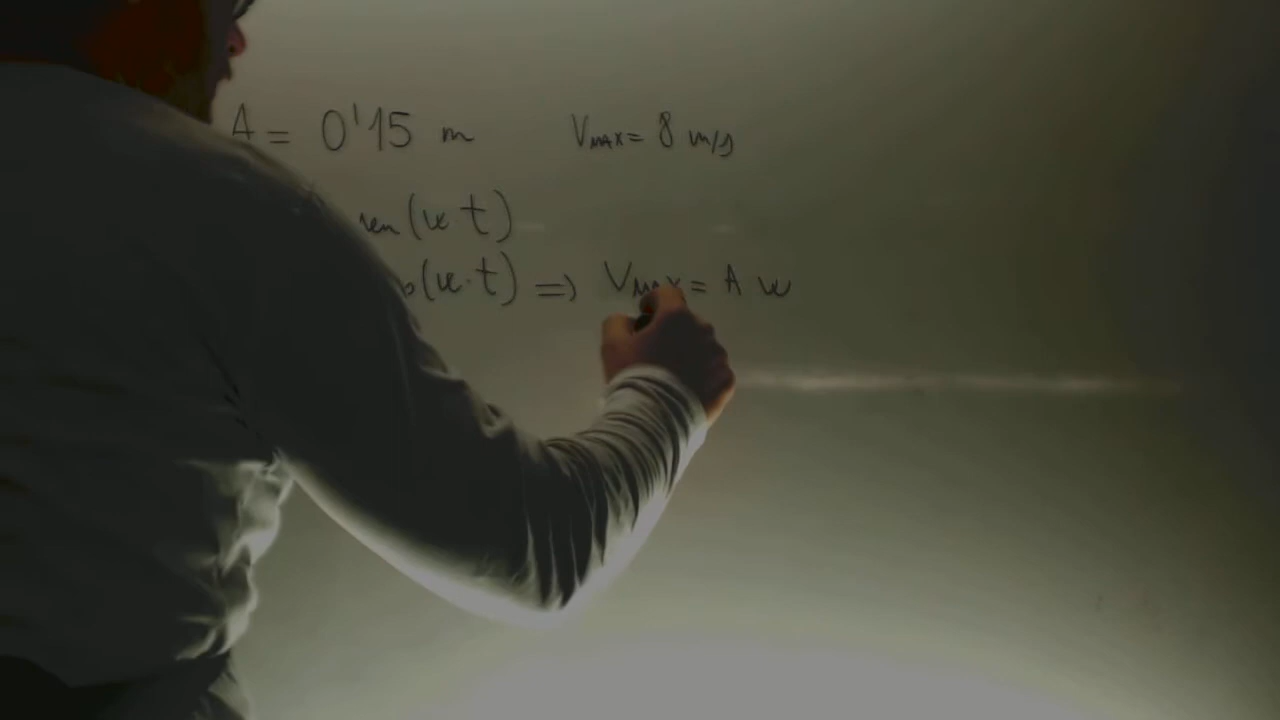 A = 0'15 m VMAX = 8 m/s
sen (w t)
(w·t) => VMAX = A w